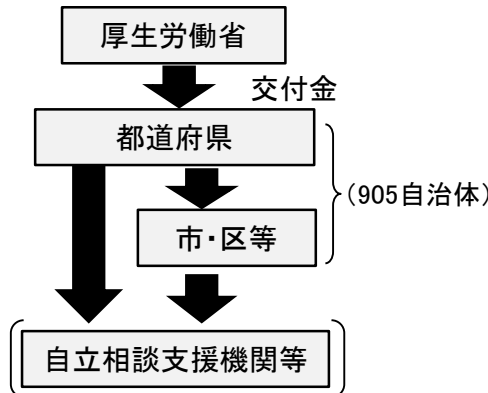 厚生労働省
交付金
都道府県
(905自治体)
市・区等
自立相談支援機関等